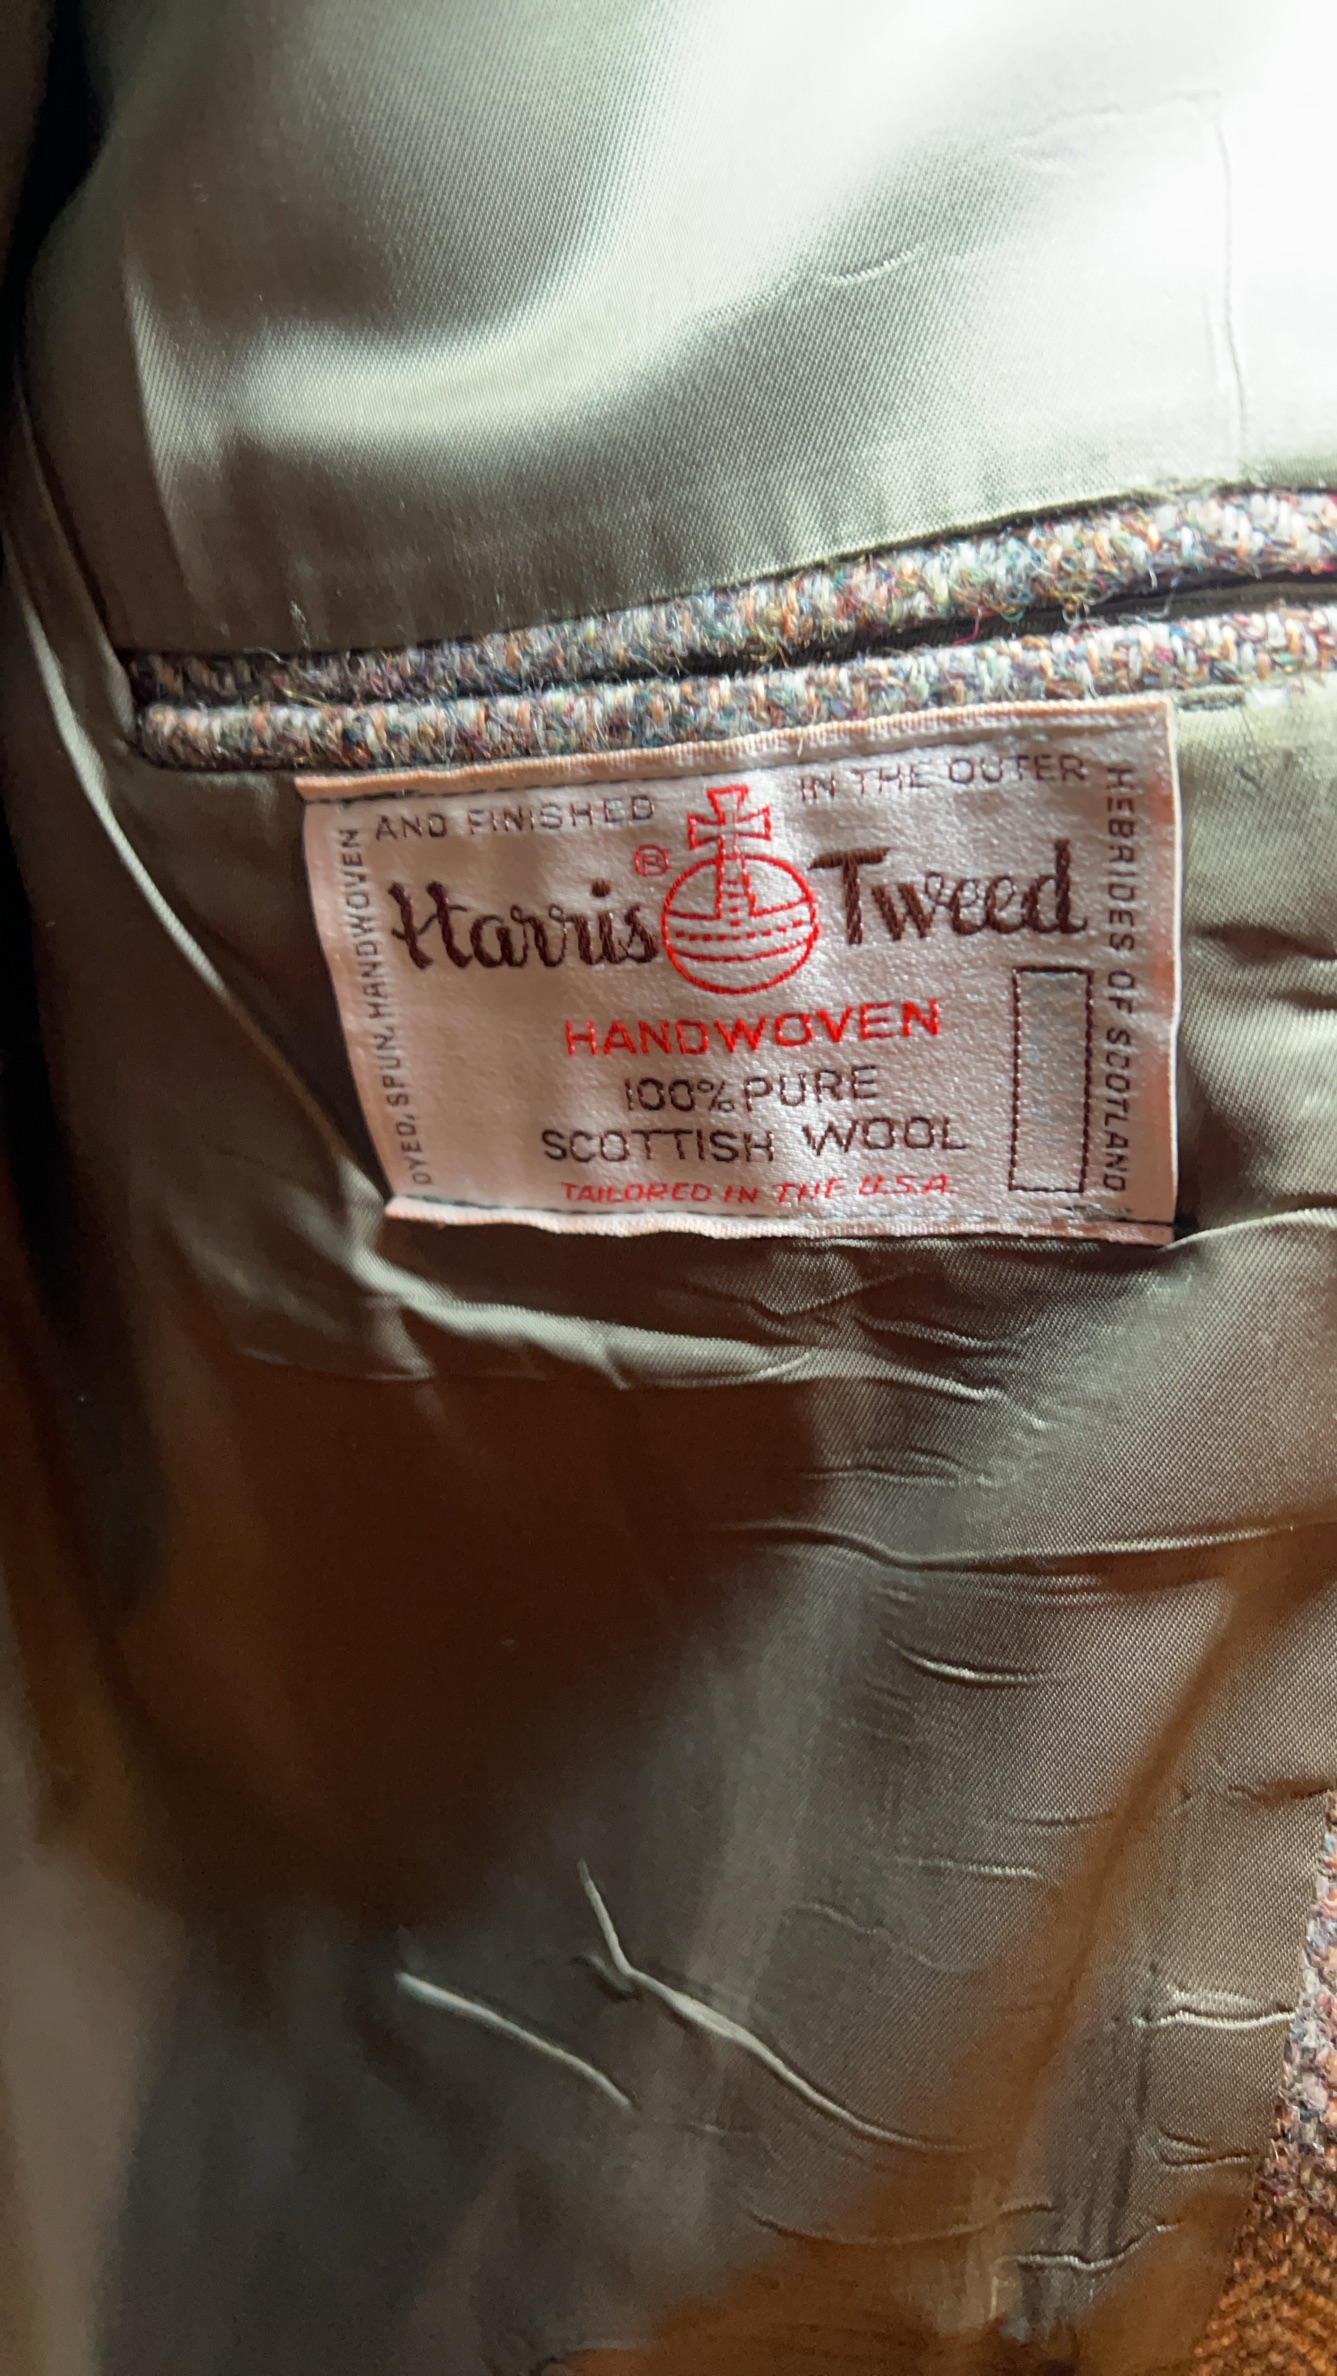 DYED, SPUN, HANDWOVEN
AND FINISHED
IN THE OUTER
HEBRIDES OF SCOTLAND
Harris ® Tweed
HANDWOVEN
100% PURE
SCOTTISH WOOL
TAILORED IN THE U.S.A.